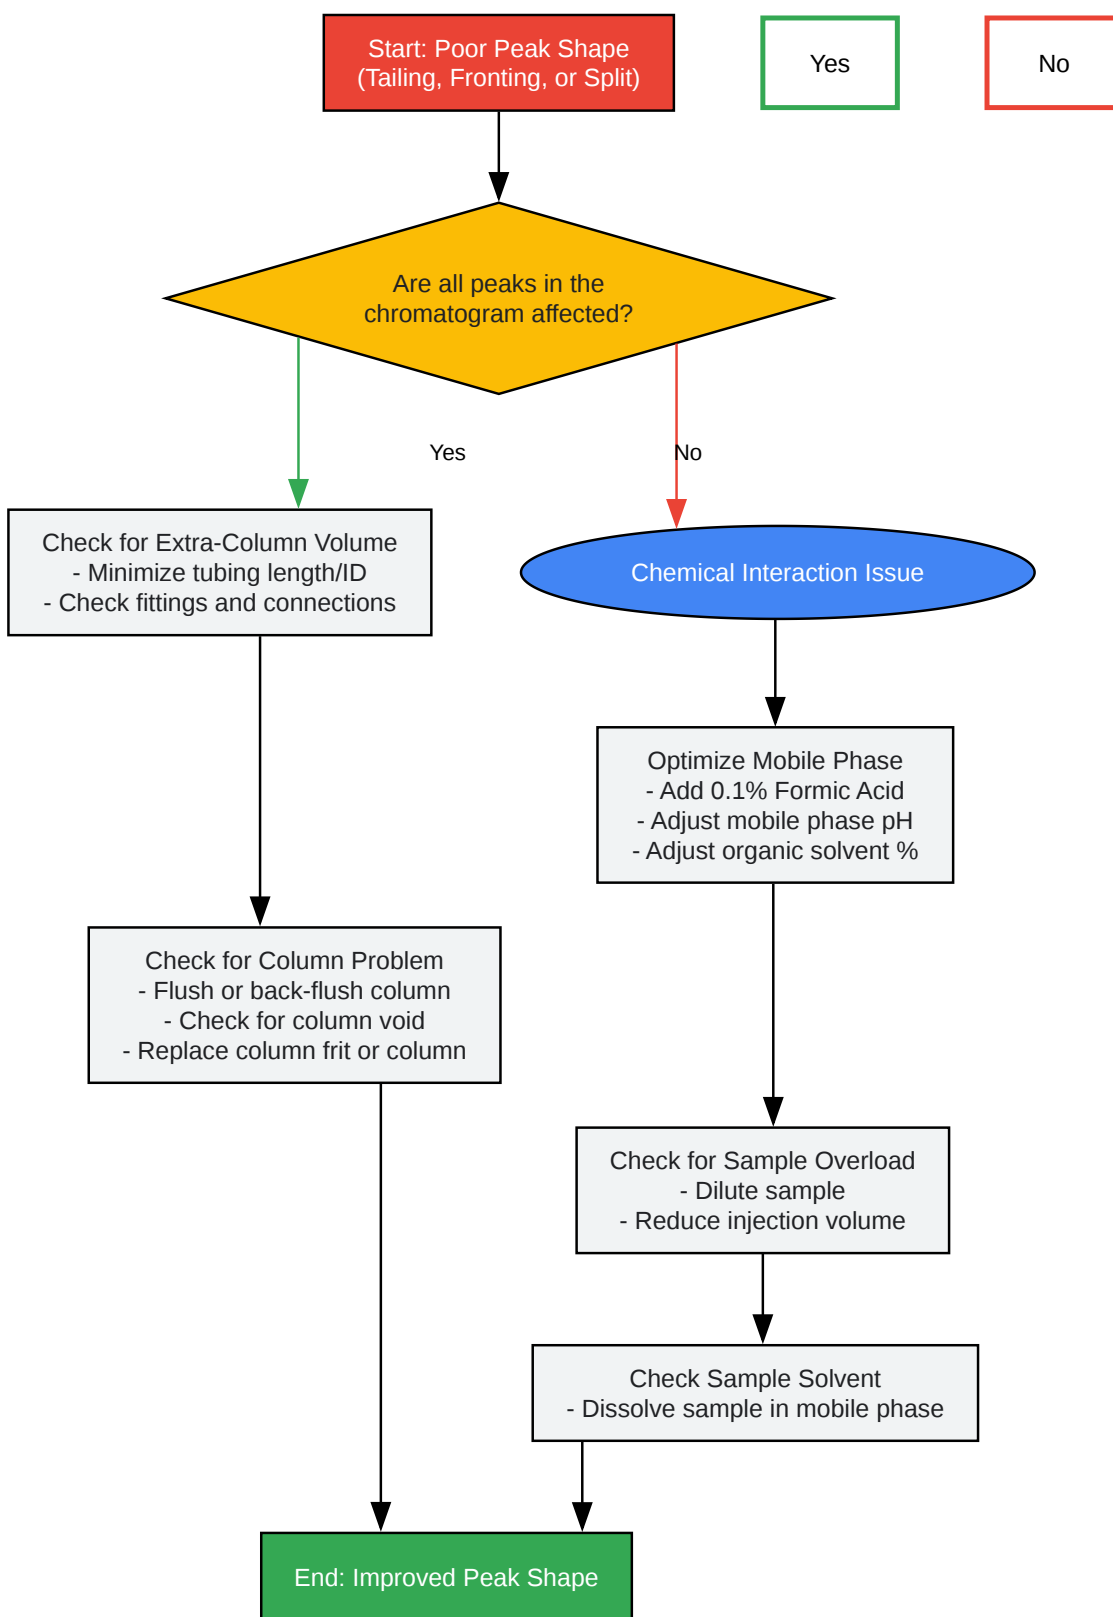 Start: Poor Peak Shape
(Tailing, Fronting, or Split)
Yes
No
Are all peaks in the
chromatogram affected?
Yes
No
Check for Extra-Column Volume
- Minimize tubing length/ID
- Check fittings and connections
Chemical Interaction Issue
Optimize Mobile Phase
- Add 0.1% Formic Acid
- Adjust mobile phase pH
- Adjust organic solvent %
Check for Column Problem
- Flush or back-flush column
- Check for column void
- Replace column frit or column
Check for Sample Overload
- Dilute sample
- Reduce injection volume
Check Sample Solvent
- Dissolve sample in mobile phase
End: Improved Peak Shape